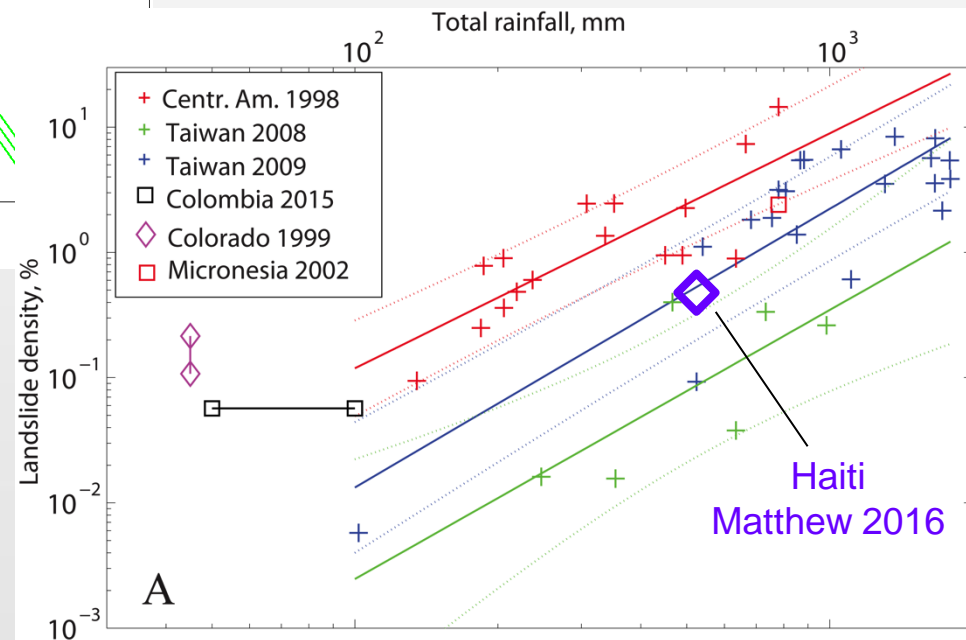 Total rainfall, mm
10^2
10^3
Centr. Am. 1998
Taiwan 2008
Taiwan 2009
Colombia 2015
Colorado 1999
Micronesia 2002
Landslide density, %
10^1
10^0
10^-1
10^-2
10^-3
Haiti
Matthew 2016
A